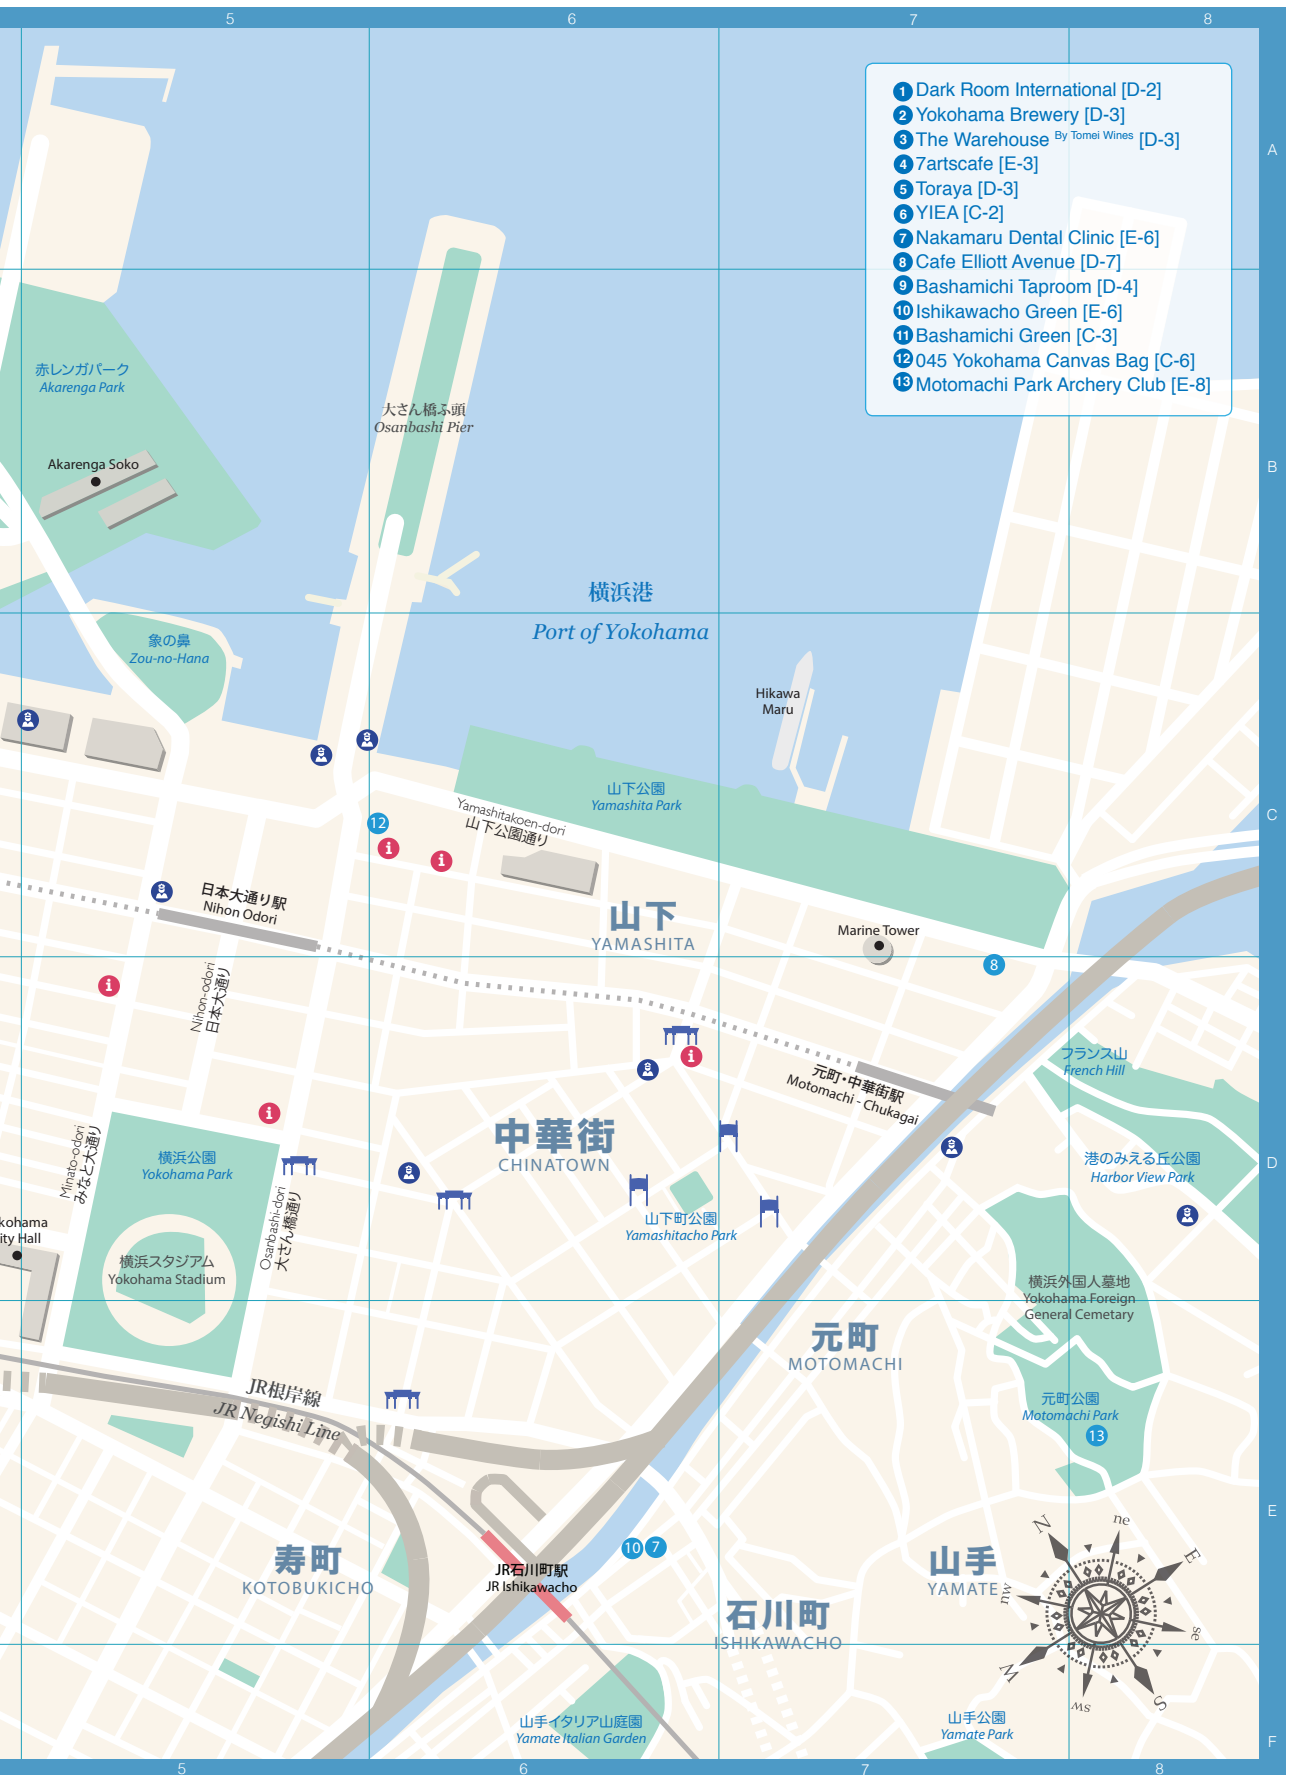 5
6
7
8
A
B
C
D
E
F
1 Dark Room International [D-2]
2 Yokohama Brewery [D-3]
3 The Warehouse By Tomei Wines [D-3]
4 7artscafe [E-3]
5 Toraya [D-3]
6 YIEA [C-2]
7 Nakamaru Dental Clinic [E-6]
8 Cafe Elliott Avenue [D-7]
9 Bashamichi Taproom [D-4]
10 Ishikawacho Green [E-6]
11 Bashamichi Green [C-3]
12 045 Yokohama Canvas Bag [C-6]
13 Motomachi Park Archery Club [E-8]
赤レンガパーク
Akarenga Park
大さん橋ふ頭
Osanbashi Pier
Akarenga Soko
横浜港
Port of Yokohama
象の鼻
Zou-no-Hana
Hikawa
Maru
山下公園
Yamashita Park
Yamashitakoen-dori
山下公園通り
12
i
i
日本大通り駅
Nihon Odori
山下
YAMASHITA
Marine Tower
8
i
Nihon-odori
日本大通り
i
フランス山
French Hill
元町・中華街駅
Motomachi - Chukagai
i
中華街
CHINATOWN
Minato-odori
みなと大通り
横浜公園
Yokohama Park
港のみえる丘公園
Harbor View Park
Osanbashi-dori
大さん橋通り
山下町公園
Yamashitacho Park
kohama
ity Hall
横浜スタジアム
Yokohama Stadium
横浜外国人墓地
Yokohama Foreign
General Cemetary
元町
MOTOMACHI
JR根岸線
JR Negishi Line
元町公園
Motomachi Park
13
10
7
寿町
KOTOBUKICHO
JR石川町駅
JR Ishikawacho
山手
YAMATE
石川町
ISHIKAWACHO
N
ne
E
nw
se
W
sw
S
山手イタリア山庭園
Yamate Italian Garden
山手公園
Yamate Park
5
6
7
8